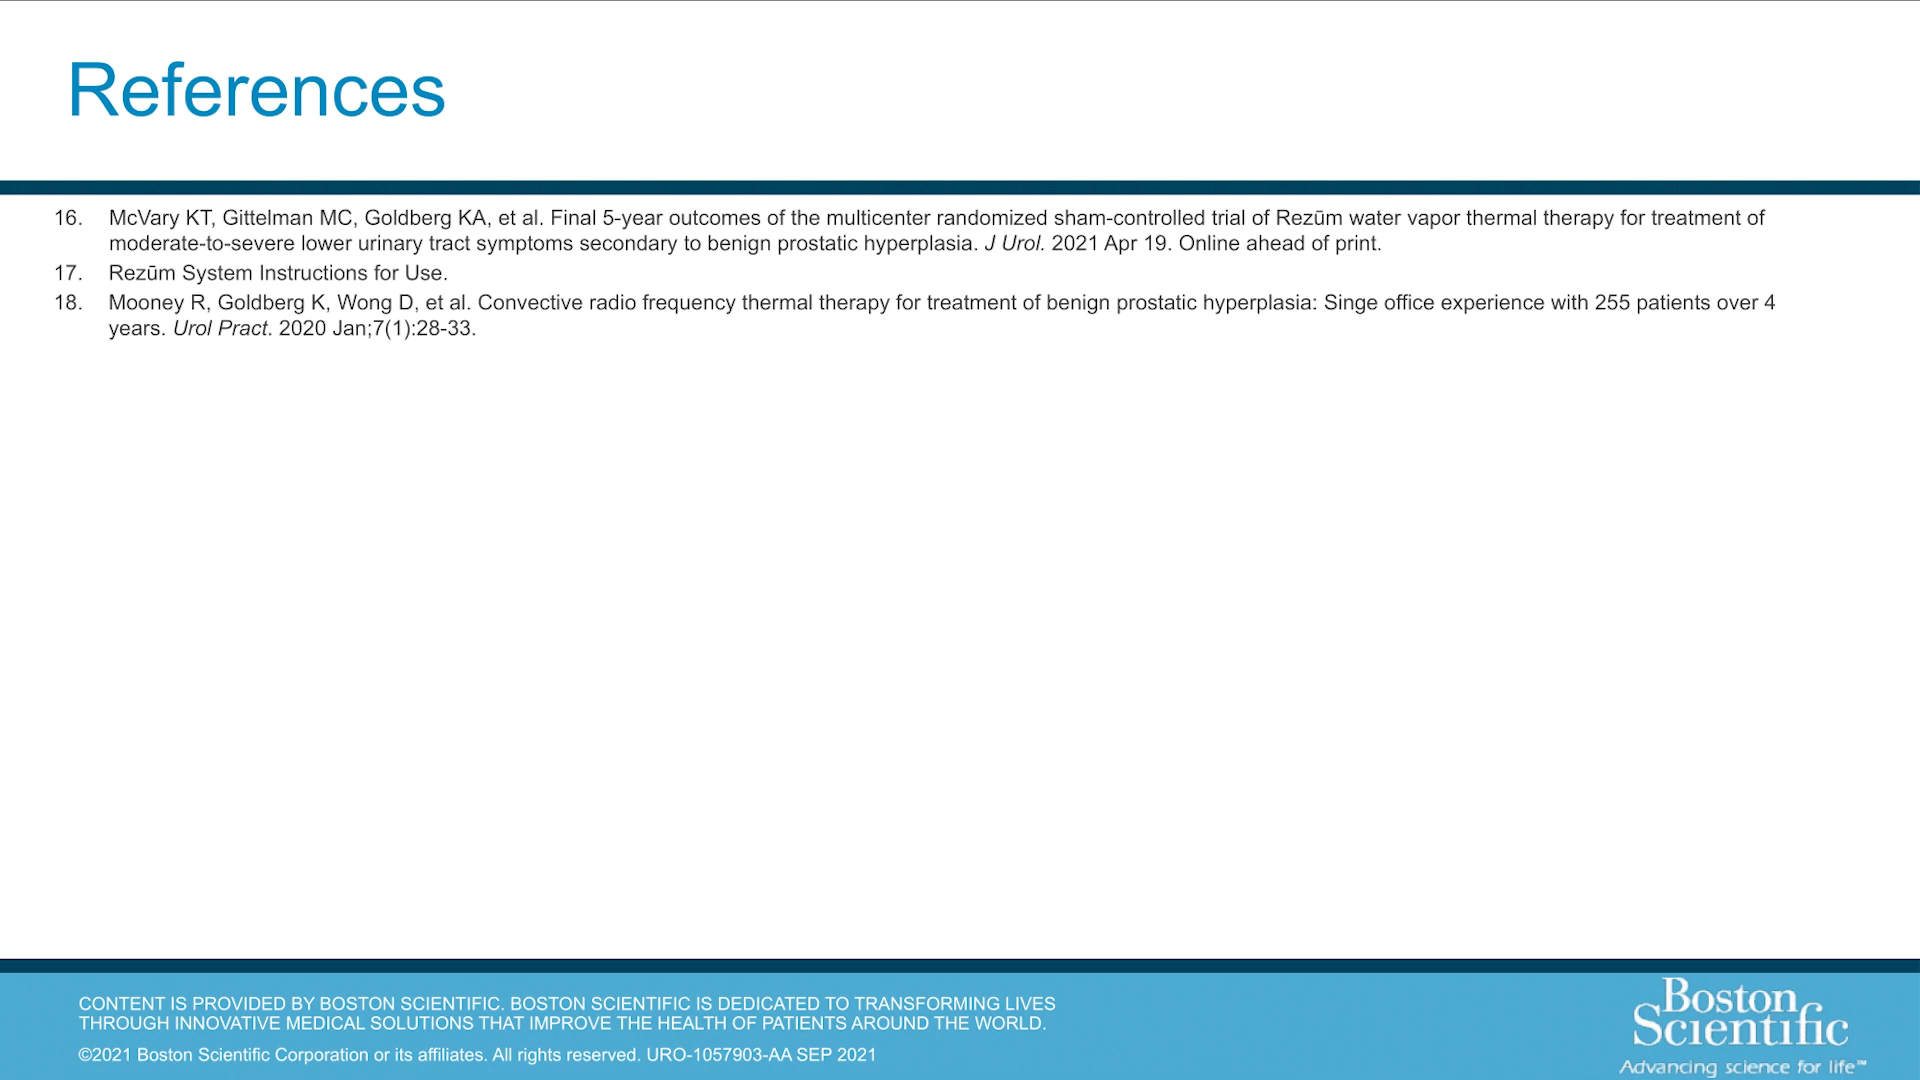 References
16. McVary KT, Gittelman MC, Goldberg KA, et al. Final 5-year outcomes of the multicenter randomized sham-controlled trial of Rezūm water vapor thermal therapy for treatment of
moderate-to-severe lower urinary tract symptoms secondary to benign prostatic hyperplasia. J Urol. 2021 Apr 19. Online ahead of print.
17. Rezūm System Instructions for Use.
18. Mooney R, Goldberg K, Wong D, et al. Convective radio frequency thermal therapy for treatment of benign prostatic hyperplasia: Singe office experience with 255 patients over 4
years. Urol Pract. 2020 Jan;7(1):28-33.
CONTENT IS PROVIDED BY BOSTON SCIENTIFIC. BOSTON SCIENTIFIC IS DEDICATED TO TRANSFORMING LIVES
THROUGH INNOVATIVE MEDICAL SOLUTIONS THAT IMPROVE THE HEALTH OF PATIENTS AROUND THE WORLD.
©2021 Boston Scientific Corporation or its affiliates. All rights reserved. URO-1057903-AA SEP 2021
Boston
Scientific
Advancing science for life™